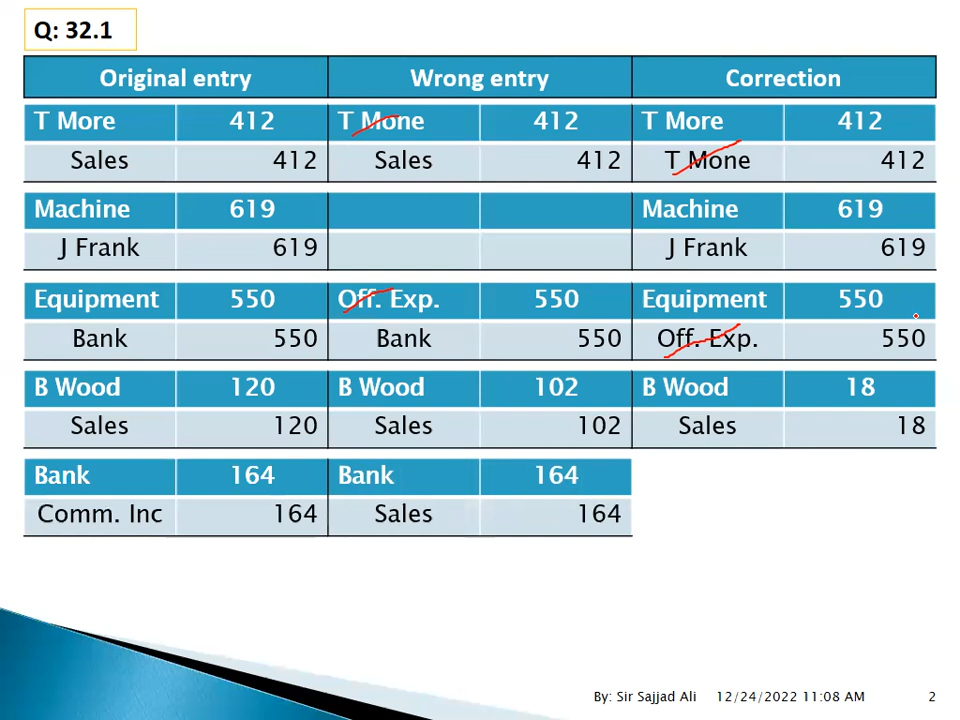 Q: 32.1
Original entry Wrong entry Correction
T More 412 T Mone 412 T More 412
Sales 412 Sales 412 T Mone 412
Machine 619 Machine 619
J Frank 619 J Frank 619
Equipment 550 Off. Exp. 550 Equipment 550
Bank 550 Bank 550 Off. Exp. 550
B Wood 120 B Wood 102 B Wood 18
Sales 120 Sales 102 Sales 18
Bank 164 Bank 164
Comm. Inc 164 Sales 164
By: Sir Sajjad Ali 12/24/2022 11:08 AM 2